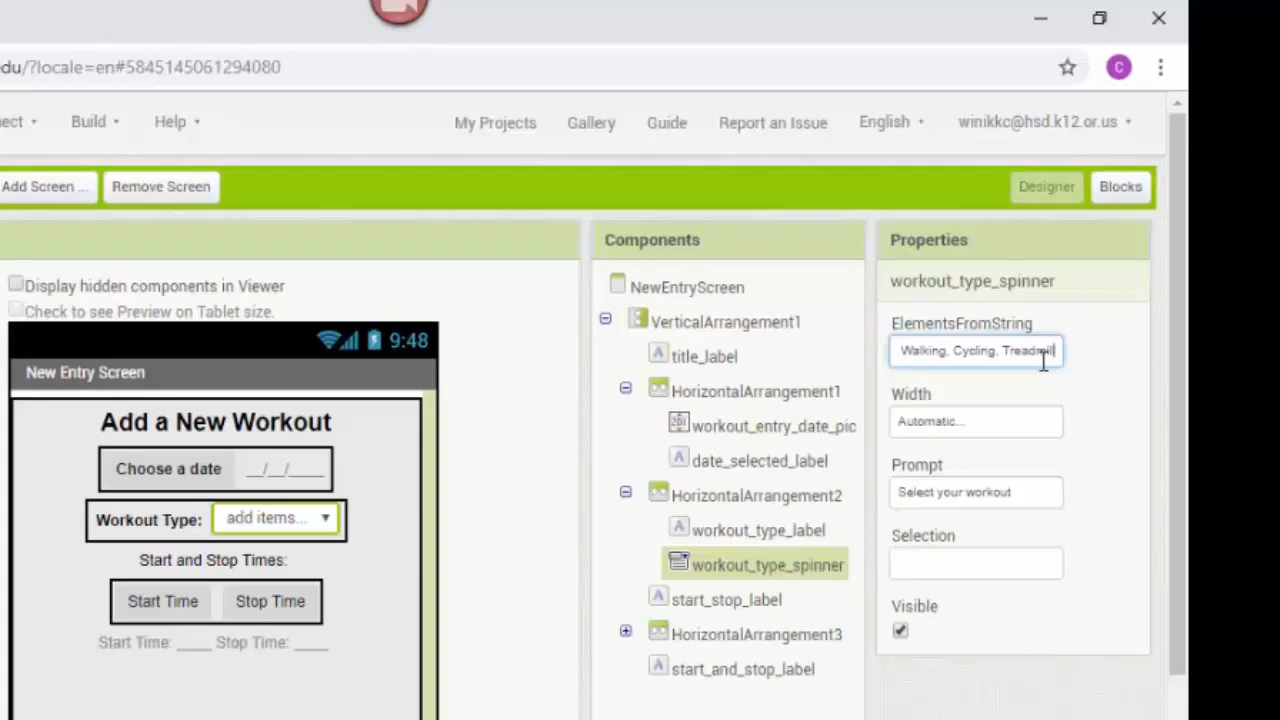 du/?locale=en#5845145061294080
C
ect
Build
Help
My Projects
Gallery
Guide
Report an Issue
English
winikkc@hsd.k12.or.us
Add Screen ...
Remove Screen
Designer
Blocks
Display hidden components in Viewer
Check to see Preview on Tablet size.
9:48
New Entry Screen
Add a New Workout
Choose a date
__/__/____
Workout Type:
add items...
Start and Stop Times:
Start Time
Stop Time
Start Time: ____ Stop Time: ____
Components
NewEntryScreen
VerticalArrangement1
title_label
HorizontalArrangement1
workout_entry_date_pic
date_selected_label
HorizontalArrangement2
workout_type_label
workout_type_spinner
start_stop_label
HorizontalArrangement3
start_and_stop_label
Properties
workout_type_spinner
ElementsFromString
Walking, Cycling, Treadmil
Width
Automatic...
Prompt
Select your workout
Selection
Visible